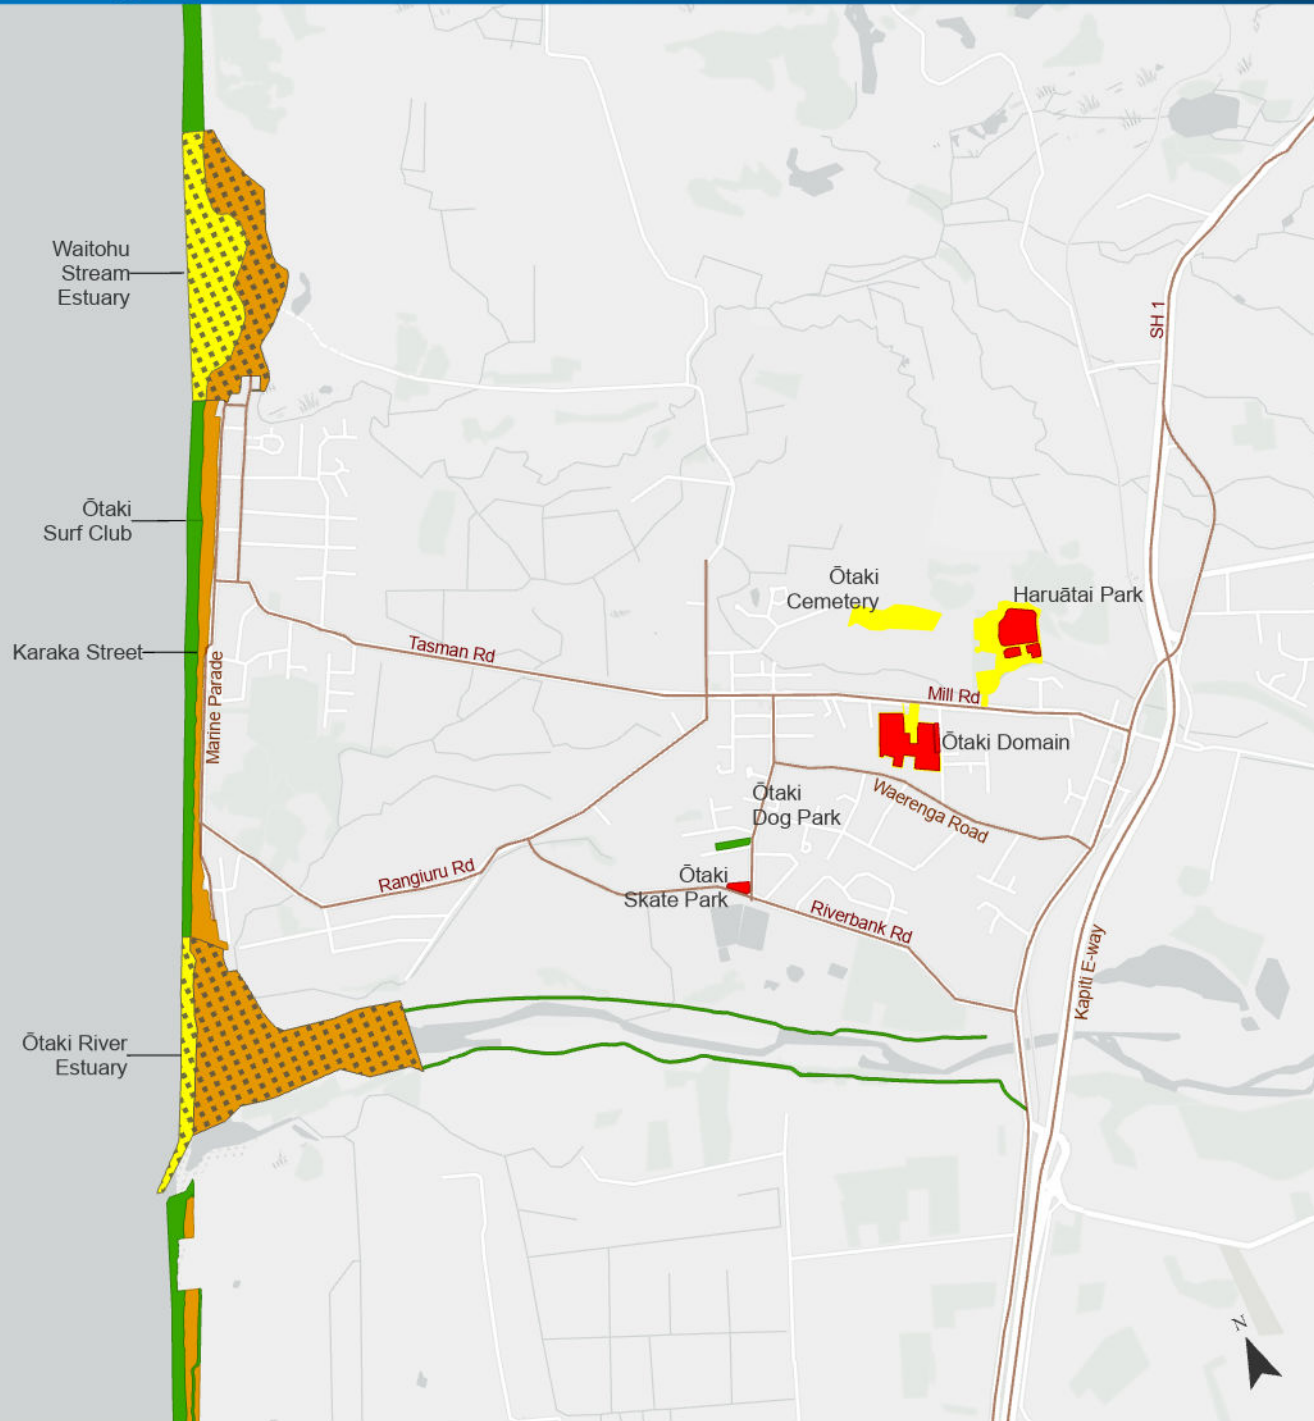 Waitohu
Stream
Estuary
SH 1
Ōtaki
Surf Club
Ōtaki
Cemetery
Haruātai Park
Karaka Street
Tasman Rd
Marine Parade
Mill Rd
Ōtaki Domain
Ōtaki
Dog Park
Waerenga Road
Rangiuru Rd
Ōtaki
Skate Park
Riverbank Rd
Kapiti E-way
Ōtaki River
Estuary
N